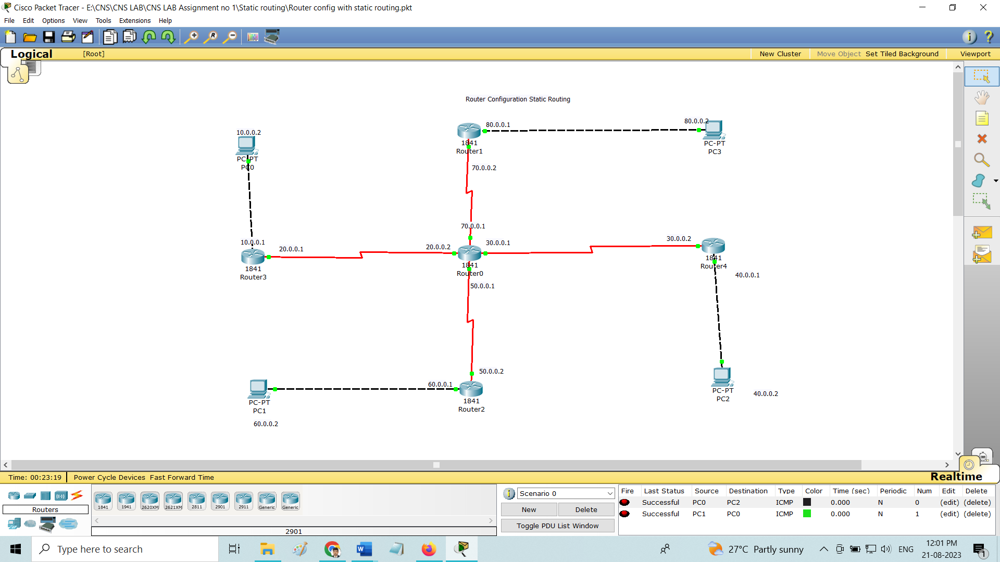 Cisco Packet Tracer - E:\CNS\CNS LAB\CNS LAB Assignment no 1\Static routing\Router config with static routing.pkt
File Edit Options View Tools Extensions Help
Logical [Root] New Cluster Move Object Set Tiled Background Viewport
Router Configuration Static Routing
10.0.0.2
PC-PT
PC0
80.0.0.1
1841
Router1
80.0.0.2
PC-PT
PC3
70.0.0.2
70.0.0.1
10.0.0.1
20.0.0.1
1841
Router3
20.0.0.2
30.0.0.1
1841
Router0
50.0.0.1
30.0.0.2
1841
Router4
40.0.0.1
50.0.0.2
60.0.0.1
1841
Router2
PC-PT
PC1
60.0.0.2
PC-PT
PC2
40.0.0.2
Time: 00:23:19 Power Cycle Devices Fast Forward Time
Realtime
Routers
1841 1941 2620XM 2621XM 2811 2901 2911 Generic Generic
2901
Scenario 0
New Delete
Toggle PDU List Window
Fire Last Status Source Destination Type Color Time (sec) Periodic Num Edit Delete
Successful PC0 PC2 ICMP 0.000 N 0 (edit) (delete)
Successful PC1 PC0 ICMP 0.000 N 1 (edit) (delete)
Type here to search
27°C Partly sunny
ENG
12:01 PM
21-08-2023
1